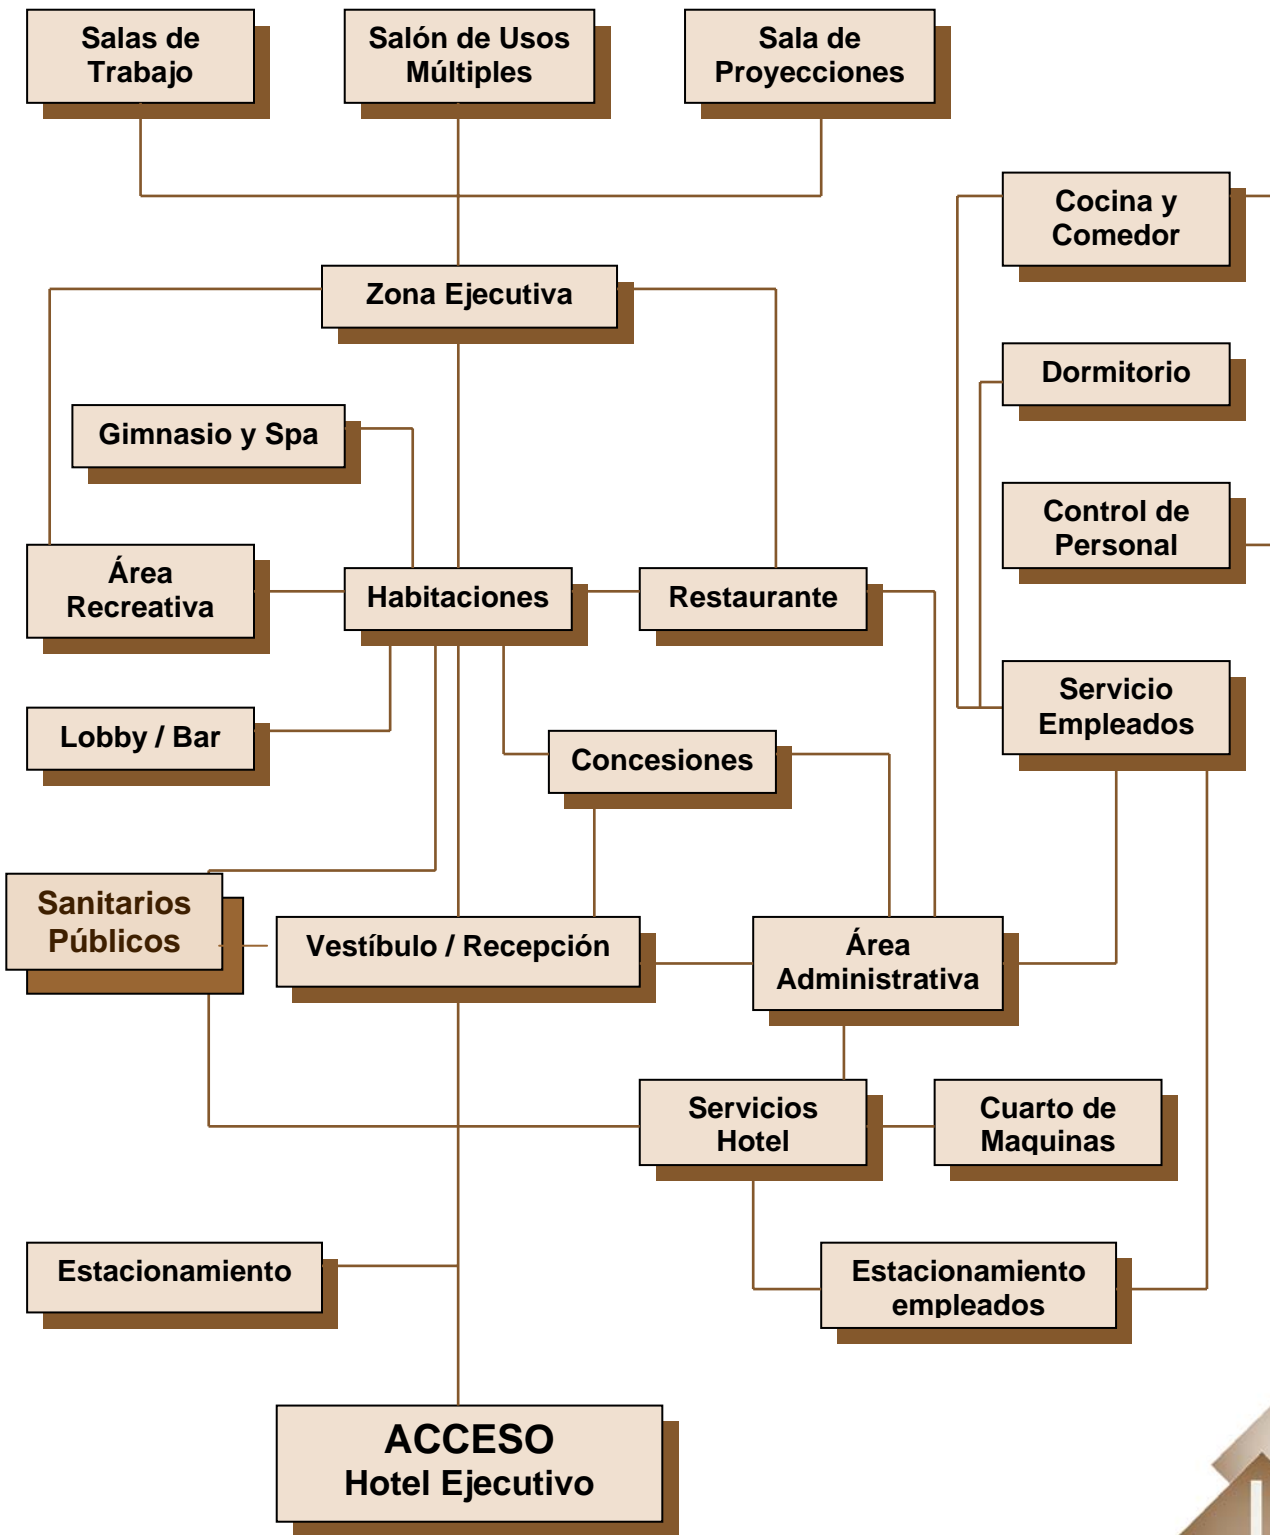 Salas de
Trabajo
Salón de Usos
Múltiples
Sala de
Proyecciones
Cocina y
Comedor
Zona Ejecutiva
Dormitorio
Gimnasio y Spa
Control de
Personal
Área
Recreativa
Habitaciones
Restaurante
Servicio
Empleados
Lobby / Bar
Concesiones
Sanitarios
Públicos
Vestíbulo / Recepción
Área
Administrativa
Servicios
Hotel
Cuarto de
Maquinas
Estacionamiento
Estacionamiento
empleados
ACCESO
Hotel Ejecutivo